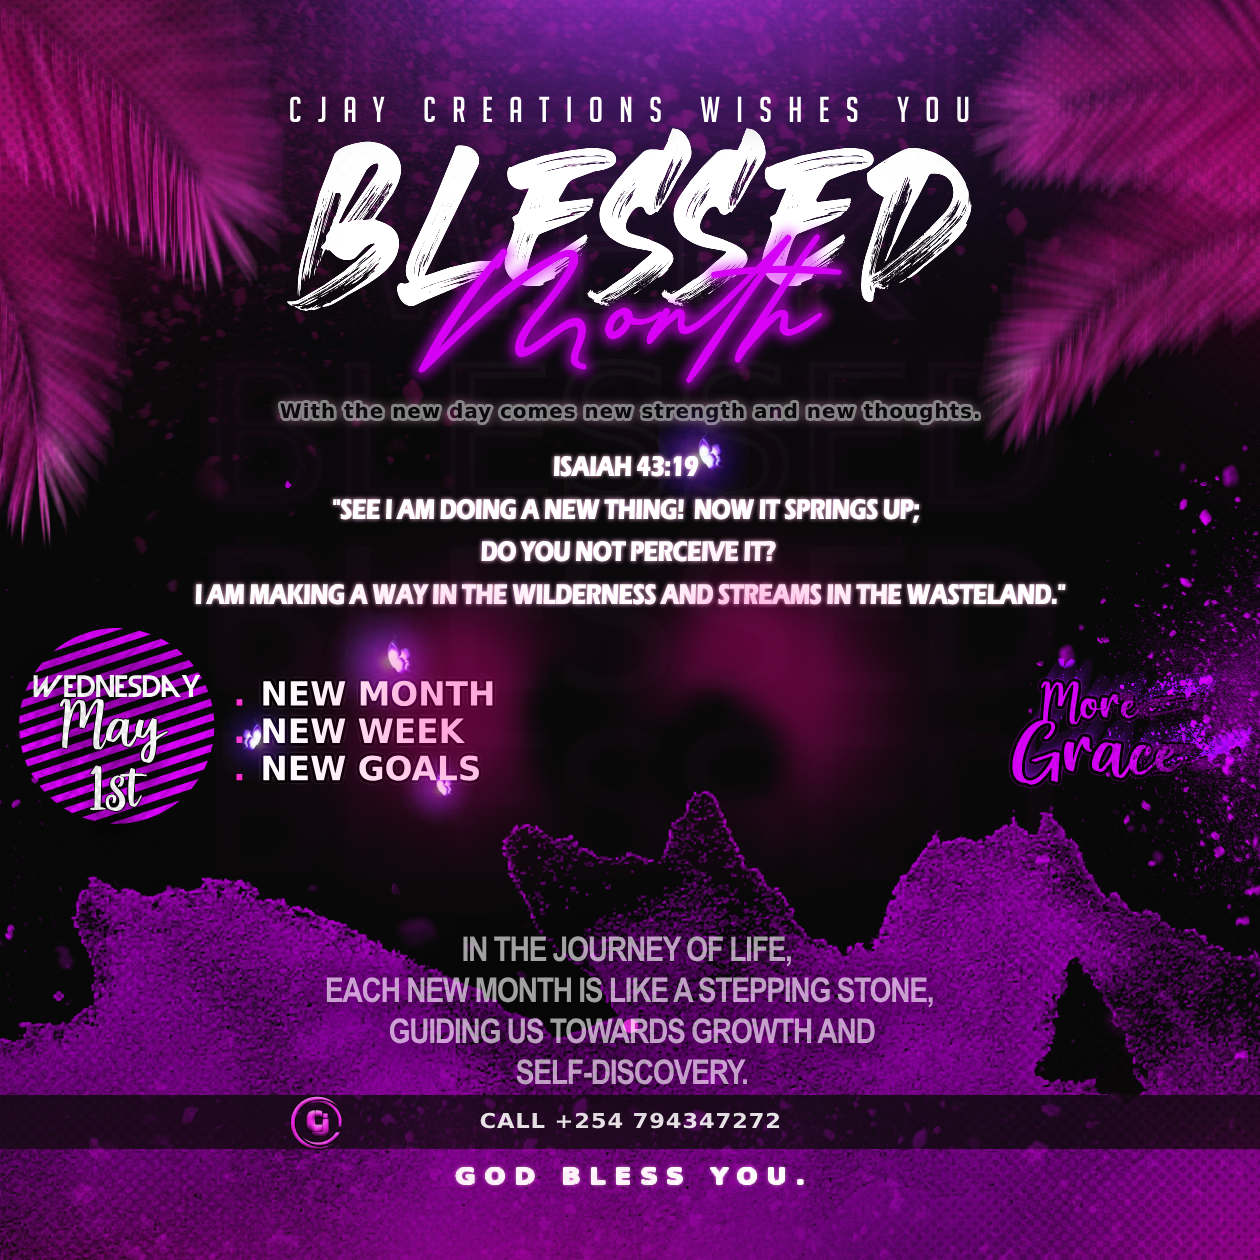 CJAY CREATIONS WISHES YOU
BLESSED
Month
With the new day comes new strength and new thoughts.
ISAIAH 43:19
"SEE I AM DOING A NEW THING! NOW IT SPRINGS UP;
DO YOU NOT PERCEIVE IT?
I AM MAKING A WAY IN THE WILDERNESS AND STREAMS IN THE WASTELAND."
WEDNESDAY
May
1st
. NEW MONTH
. NEW WEEK
. NEW GOALS
More
Grace
IN THE JOURNEY OF LIFE,
EACH NEW MONTH IS LIKE A STEPPING STONE,
GUIDING US TOWARDS GROWTH AND
SELF-DISCOVERY.
CJ
CALL +254 794347272
GOD BLESS YOU.